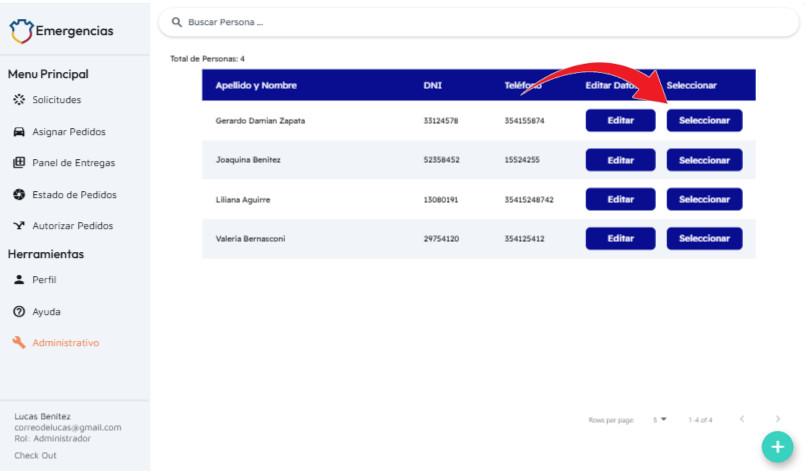 Emergencias
Buscar Persona ...
Total de Personas: 4
Menu Principal
Solicitudes
Asignar Pedidos
Panel de Entregas
Estado de Pedidos
Autorizar Pedidos
Herramientas
Perfil
Ayuda
Administrativo
Lucas Benitez
correodelucas@gmail.com
Rol: Administrador
Check Out
Apellido y Nombre DNI Teléfono Editar Datos Seleccionar
Gerardo Damian Zapata 33124578 354155874 Editar Seleccionar
Joaquina Benitez 52358452 15524255 Editar Seleccionar
Liliana Aguirre 13080191 35415248742 Editar Seleccionar
Valeria Bernasconi 29754120 354125412 Editar Seleccionar
Rows per page: 5 1-4 of 4